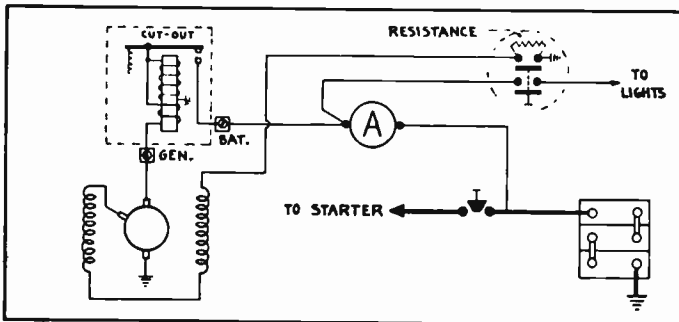 CUT-OUT
RESISTANCE
TO
LIGHTS
A
BAT.
GEN.
TO STARTER